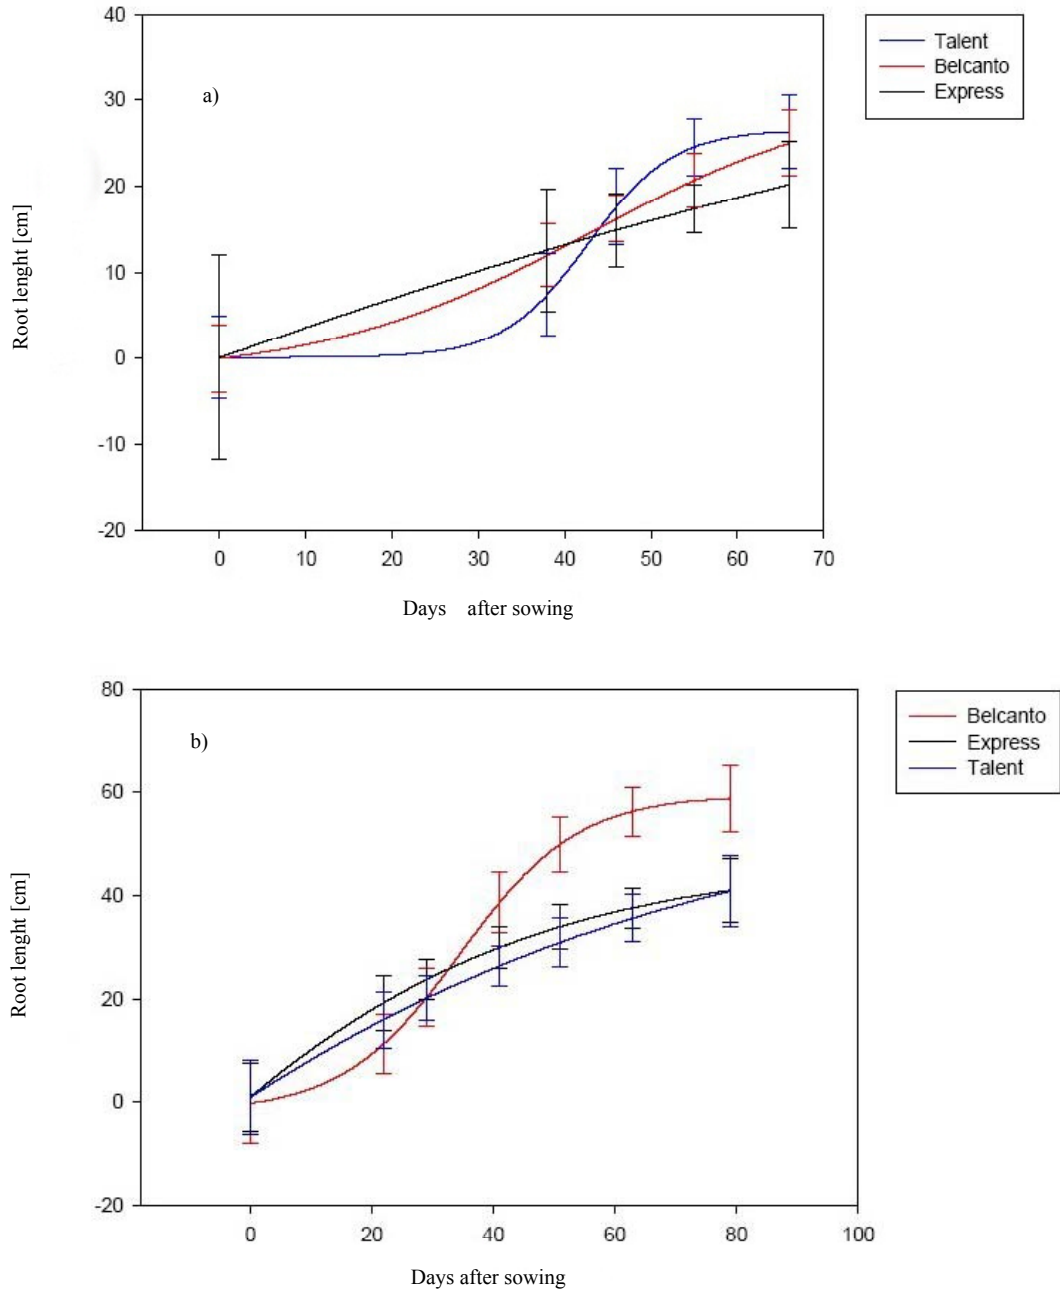 40
30
20
10
0
-10
-20
Root lenght [cm]
a)
Talent
Belcanto
Express
0 10 20 30 40 50 60 70
Days after sowing
80
60
40
20
0
-20
Root lenght [cm]
b)
Belcanto
Express
Talent
0 20 40 60 80 100
Days after sowing